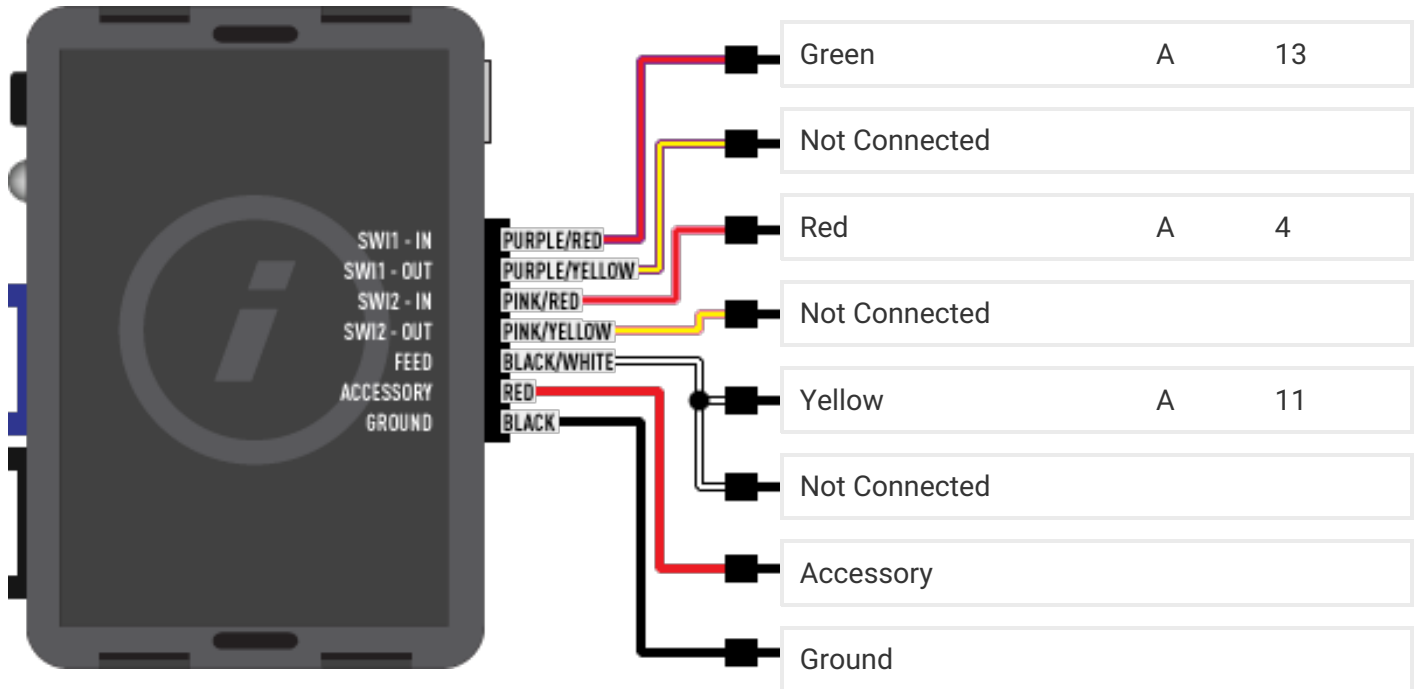 Green A 13
Not Connected
Red A 4
SWI1 - IN PURPLE/RED
SWI1 - OUT PURPLE/YELLOW
SWI2 - IN PINK/RED
Not Connected
SWI2 - OUT PINK/YELLOW
FEED BLACK/WHITE
ACCESSORY RED
Yellow A 11
GROUND BLACK
Not Connected
Accessory
Ground